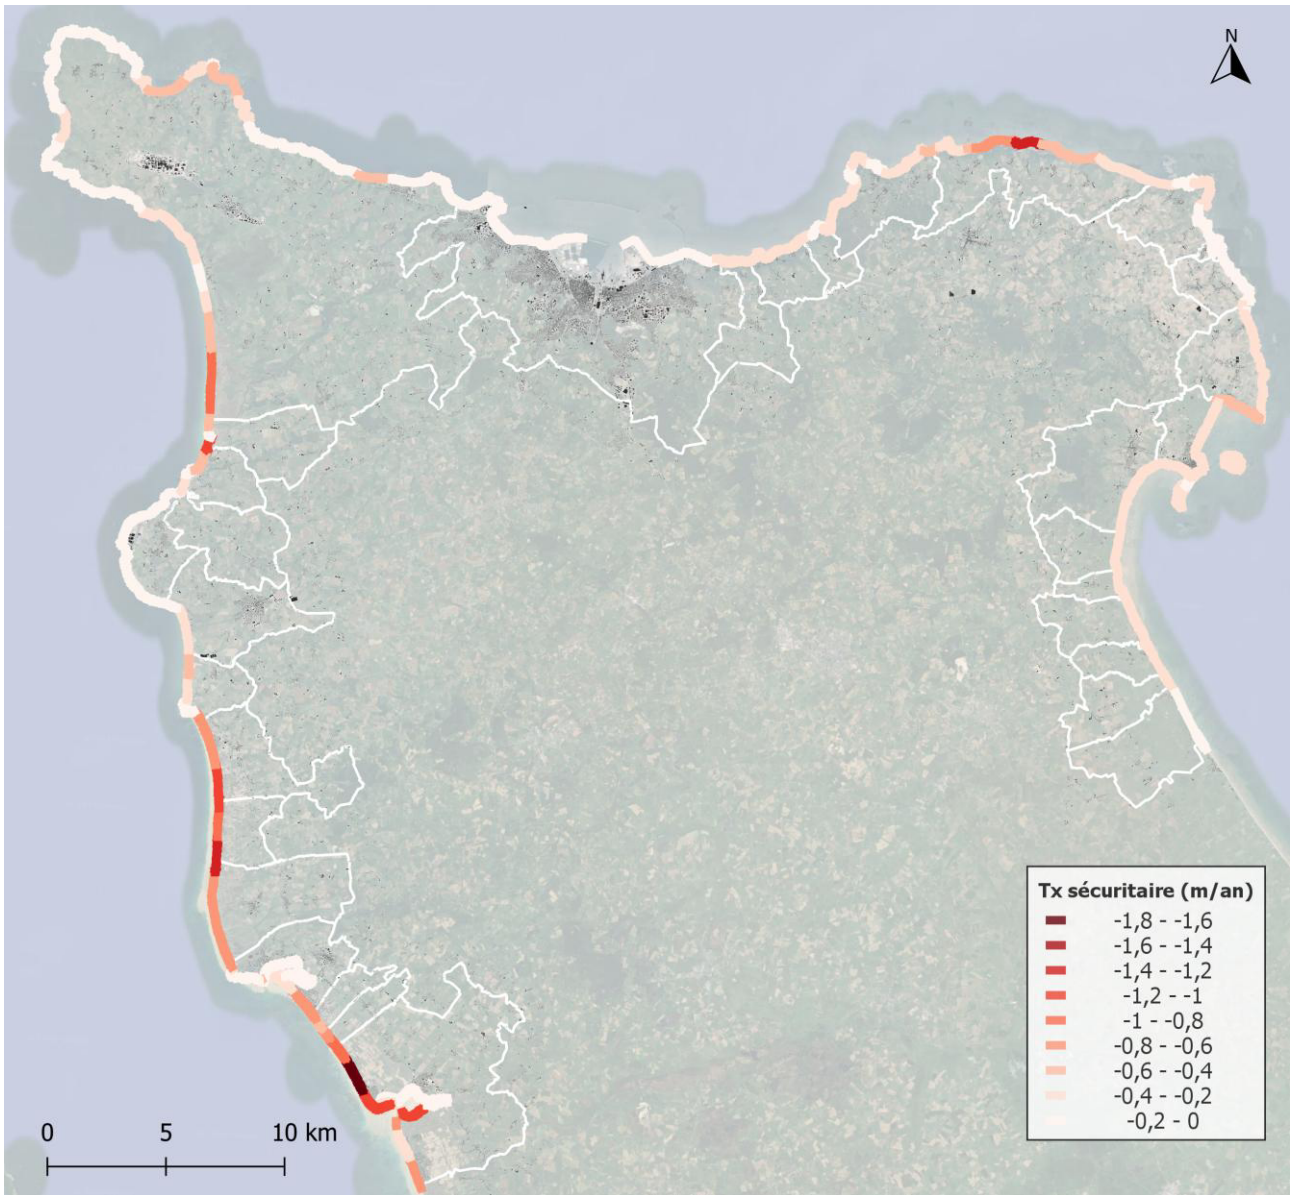 N
Tx sécuritaire (m/an)
-1,8 - -1,6
-1,6 - -1,4
-1,4 - -1,2
-1,2 - -1
-1 - -0,8
-0,8 - -0,6
-0,6 - -0,4
-0,4 - -0,2
-0,2 - 0
0 5 10 km